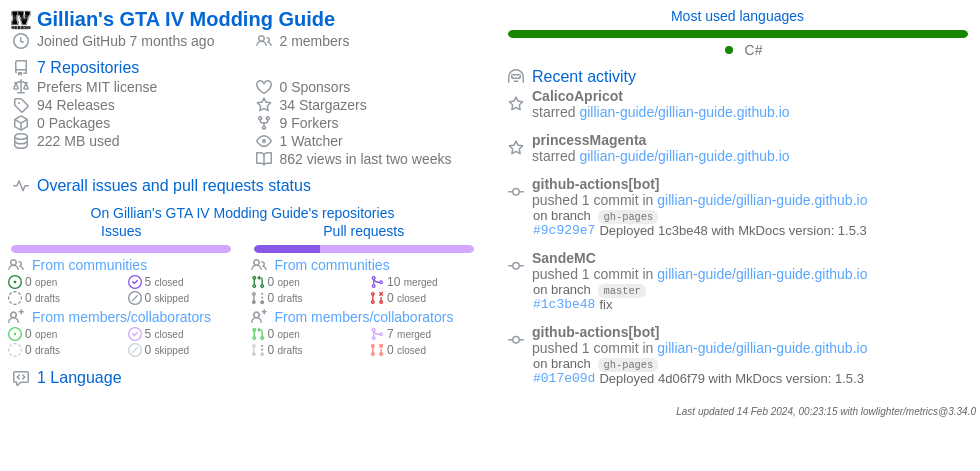 IV
Gillian's GTA IV Modding Guide
Joined GitHub 7 months ago
2 members
7 Repositories
Prefers MIT license
94 Releases
0 Packages
222 MB used
0 Sponsors
34 Stargazers
9 Forkers
1 Watcher
862 views in last two weeks
Overall issues and pull requests status
On Gillian's GTA IV Modding Guide's repositories
Issues
From communities
0 open
5 closed
0 drafts
0 skipped
From members/collaborators
0 open
5 closed
0 drafts
0 skipped
Pull requests
From communities
0 open
10 merged
0 drafts
0 closed
From members/collaborators
0 open
7 merged
0 drafts
0 closed
1 Language
Most used languages
C#
Recent activity
CalicoApricot
starred gillian-guide/gillian-guide.github.io
princessMagenta
starred gillian-guide/gillian-guide.github.io
github-actions[bot]
pushed 1 commit in gillian-guide/gillian-guide.github.io
on branch gh-pages
#9c929e7 Deployed 1c3be48 with MkDocs version: 1.5.3
SandeMC
pushed 1 commit in gillian-guide/gillian-guide.github.io
on branch master
#1c3be48 fix
github-actions[bot]
pushed 1 commit in gillian-guide/gillian-guide.github.io
on branch gh-pages
#017e09d Deployed 4d06f79 with MkDocs version: 1.5.3
Last updated 14 Feb 2024, 00:23:15 with lowlighter/metrics@3.34.0